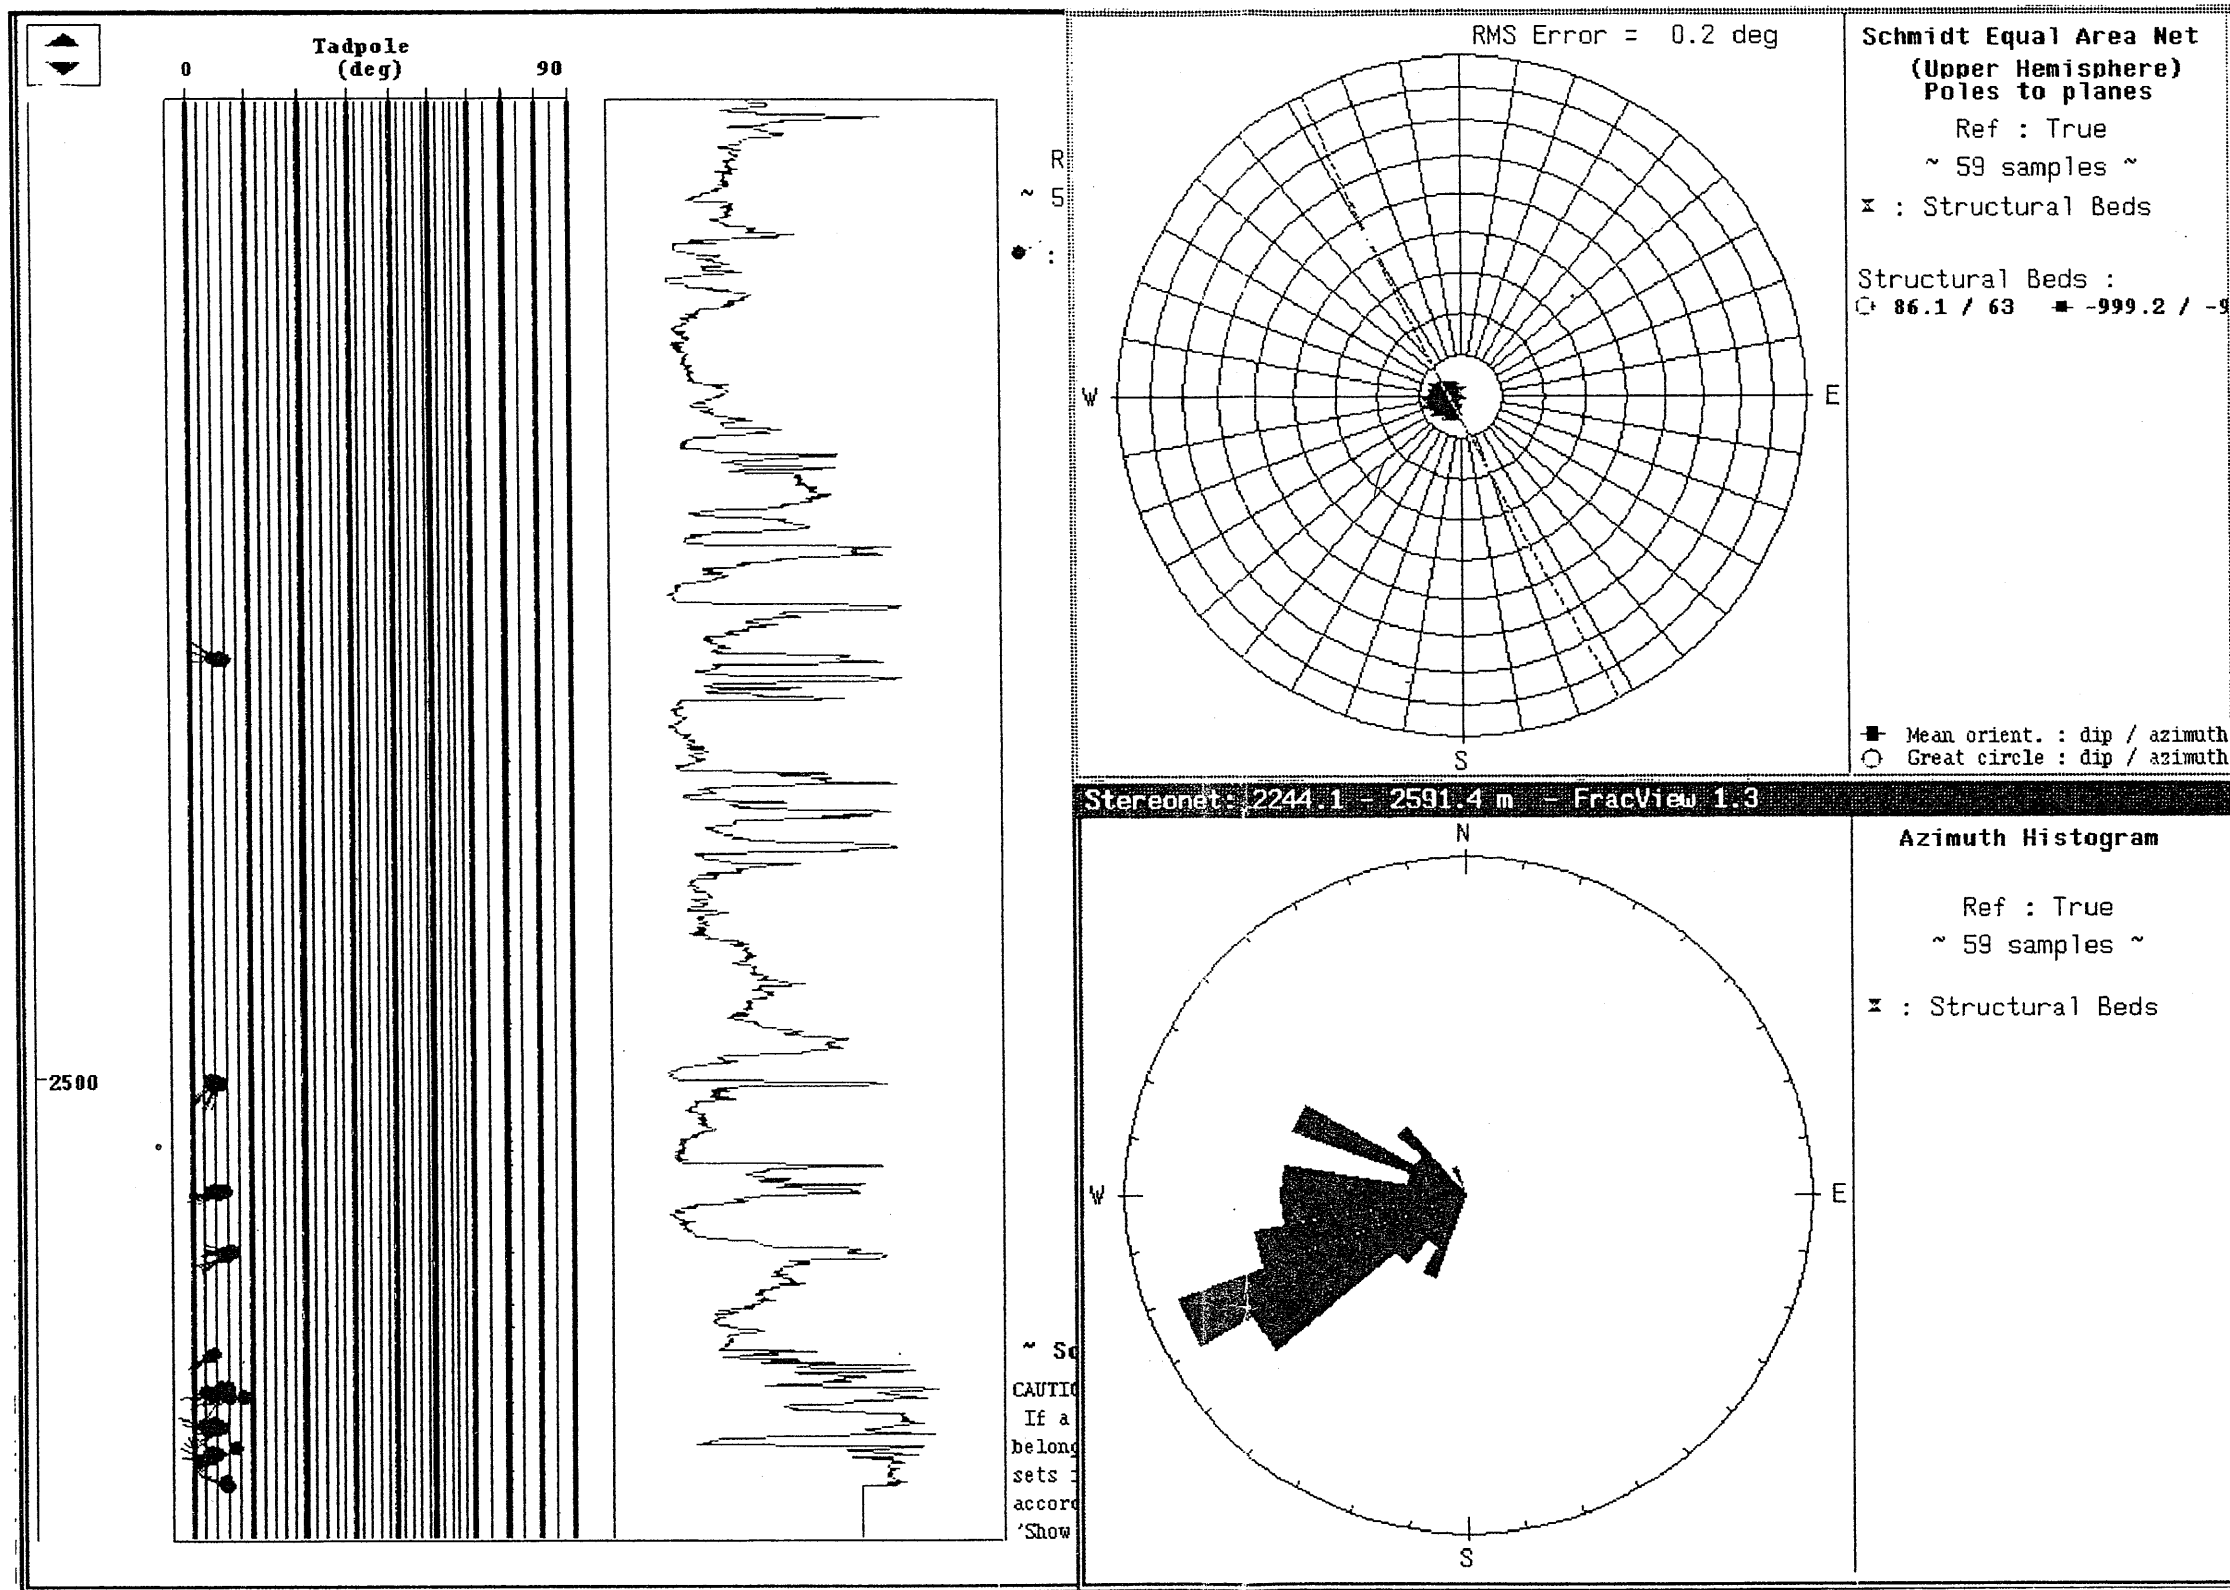 Tadpole
(deg)
0 90
2500
R
~ 5
:
~ So
CAUTIO
If a
belong
sets
accord
'Show
RMS Error = 0.2 deg
W
E
S
Schmidt Equal Area Net
(Upper Hemisphere)
Poles to planes
Ref : True
~ 59 samples ~
: Structural Beds
Structural Beds :
86.1 / 63 -999.2 / -9
Mean orient. : dip / azimuth
Great circle : dip / azimuth
Stereonet: 2244.1 - 2591.4 m - FracView 1.3
N
W
E
S
Azimuth Histogram
Ref : True
~ 59 samples ~
: Structural Beds